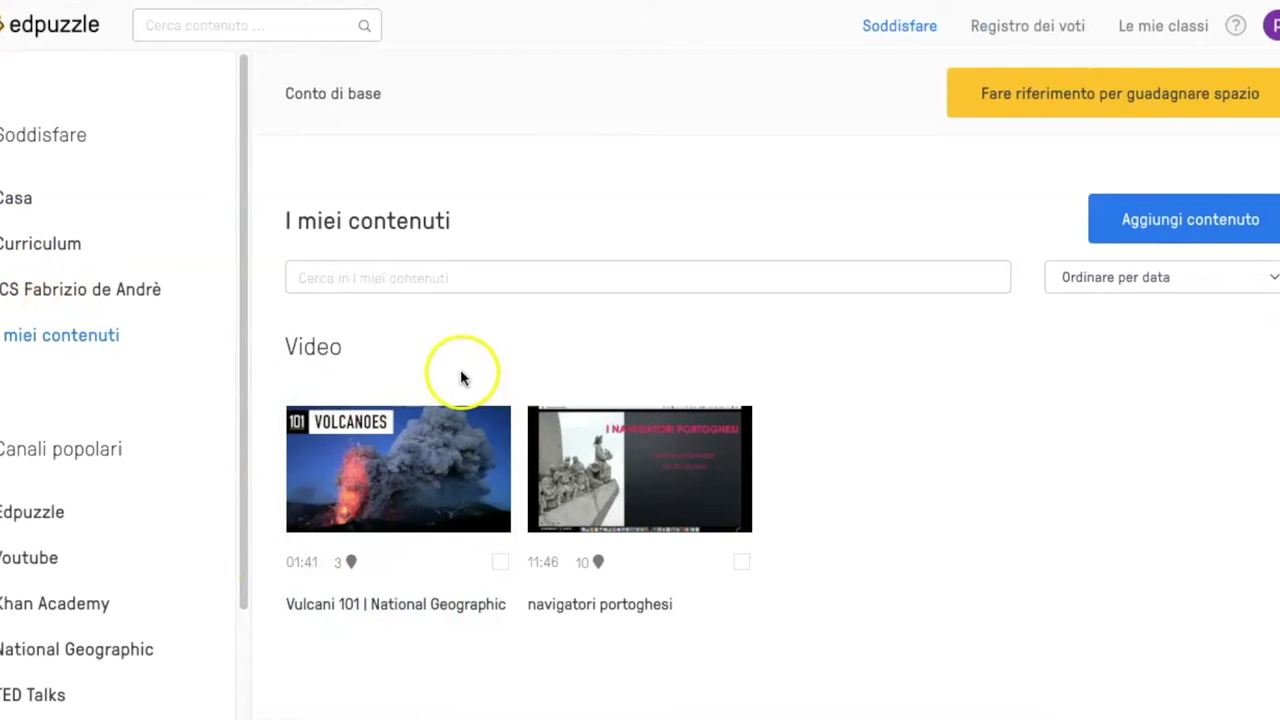 edpuzzle
Cerca contenuto ...
Soddisfare
Registro dei voti
Le mie classi
?
Conto di base
Fare riferimento per guadagnare spazio
Soddisfare
Casa
Curriculum
CS Fabrizio de Andrè
miei contenuti
Canali popolari
Edpuzzle
Youtube
Khan Academy
National Geographic
TED Talks
I miei contenuti
Aggiungi contenuto
Cerca in I miei contenuti
Ordinare per data
Video
101 VOLCANOES
I NAVIGATORI PORTOGHESI
01:41 3
11:46 10
Vulcani 101 | National Geographic
navigatori portoghesi